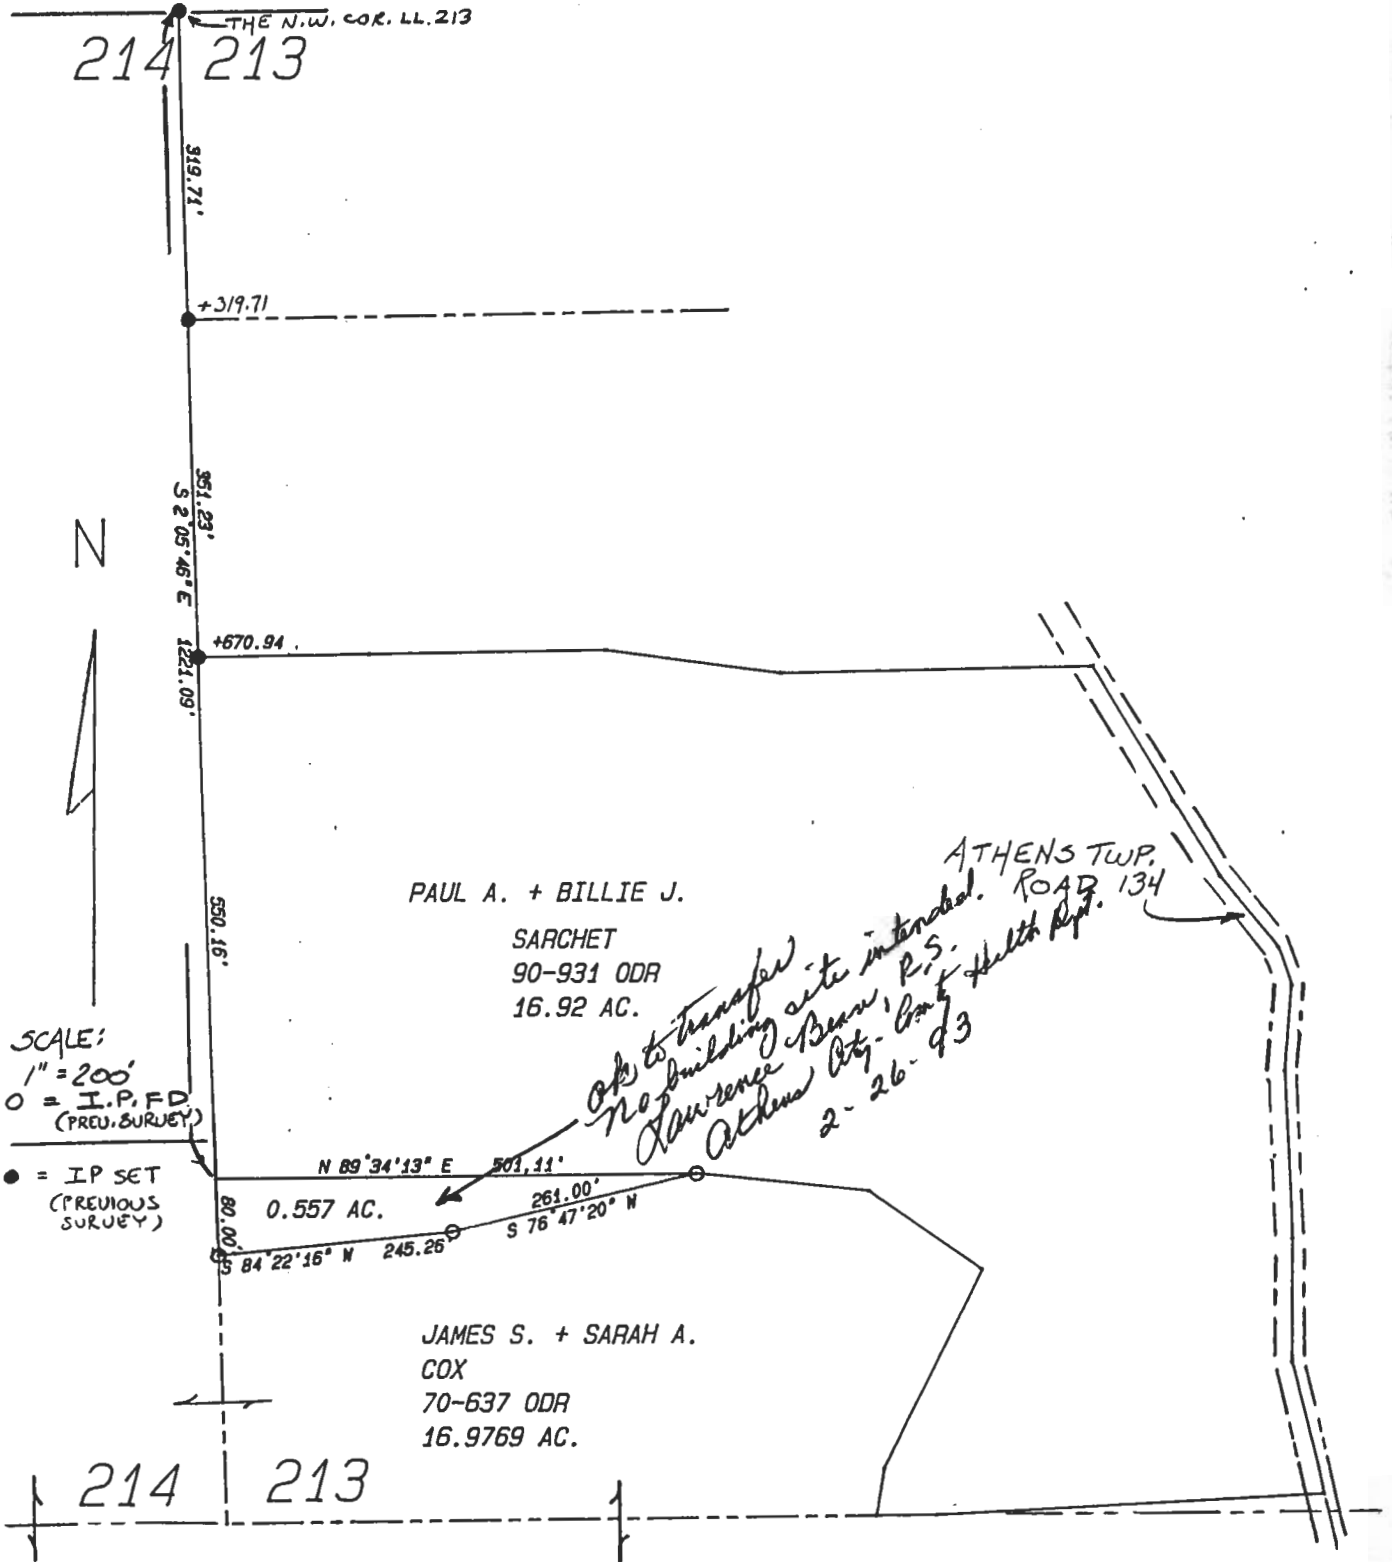 THE N.W. COR. LL.213
214 213
319.71'
+319.71
351.23'
S 2°05'46" E 1221.09'
N
+670.94
550.16'
ATHENS TWP.
ROAD 134
PAUL A. + BILLIE J.
SARCHET
90-931 ODR
16.92 AC.
ok to transfer
No building site intended.
Lawrence R.S.
Athens Health Dept.
2-26-93
SCALE:
1" = 200'
O = I.P. FD.
(PREV. SURVEY)
● = IP SET
(PREVIOUS
SURVEY)
N 89°34'13" E 501.11'
0.557 AC.
80.00'
261.00'
S 76°47'20" W
S 84°22'16" W 245.26'
JAMES S. + SARAH A.
COX
70-637 ODR
16.9769 AC.
214 213